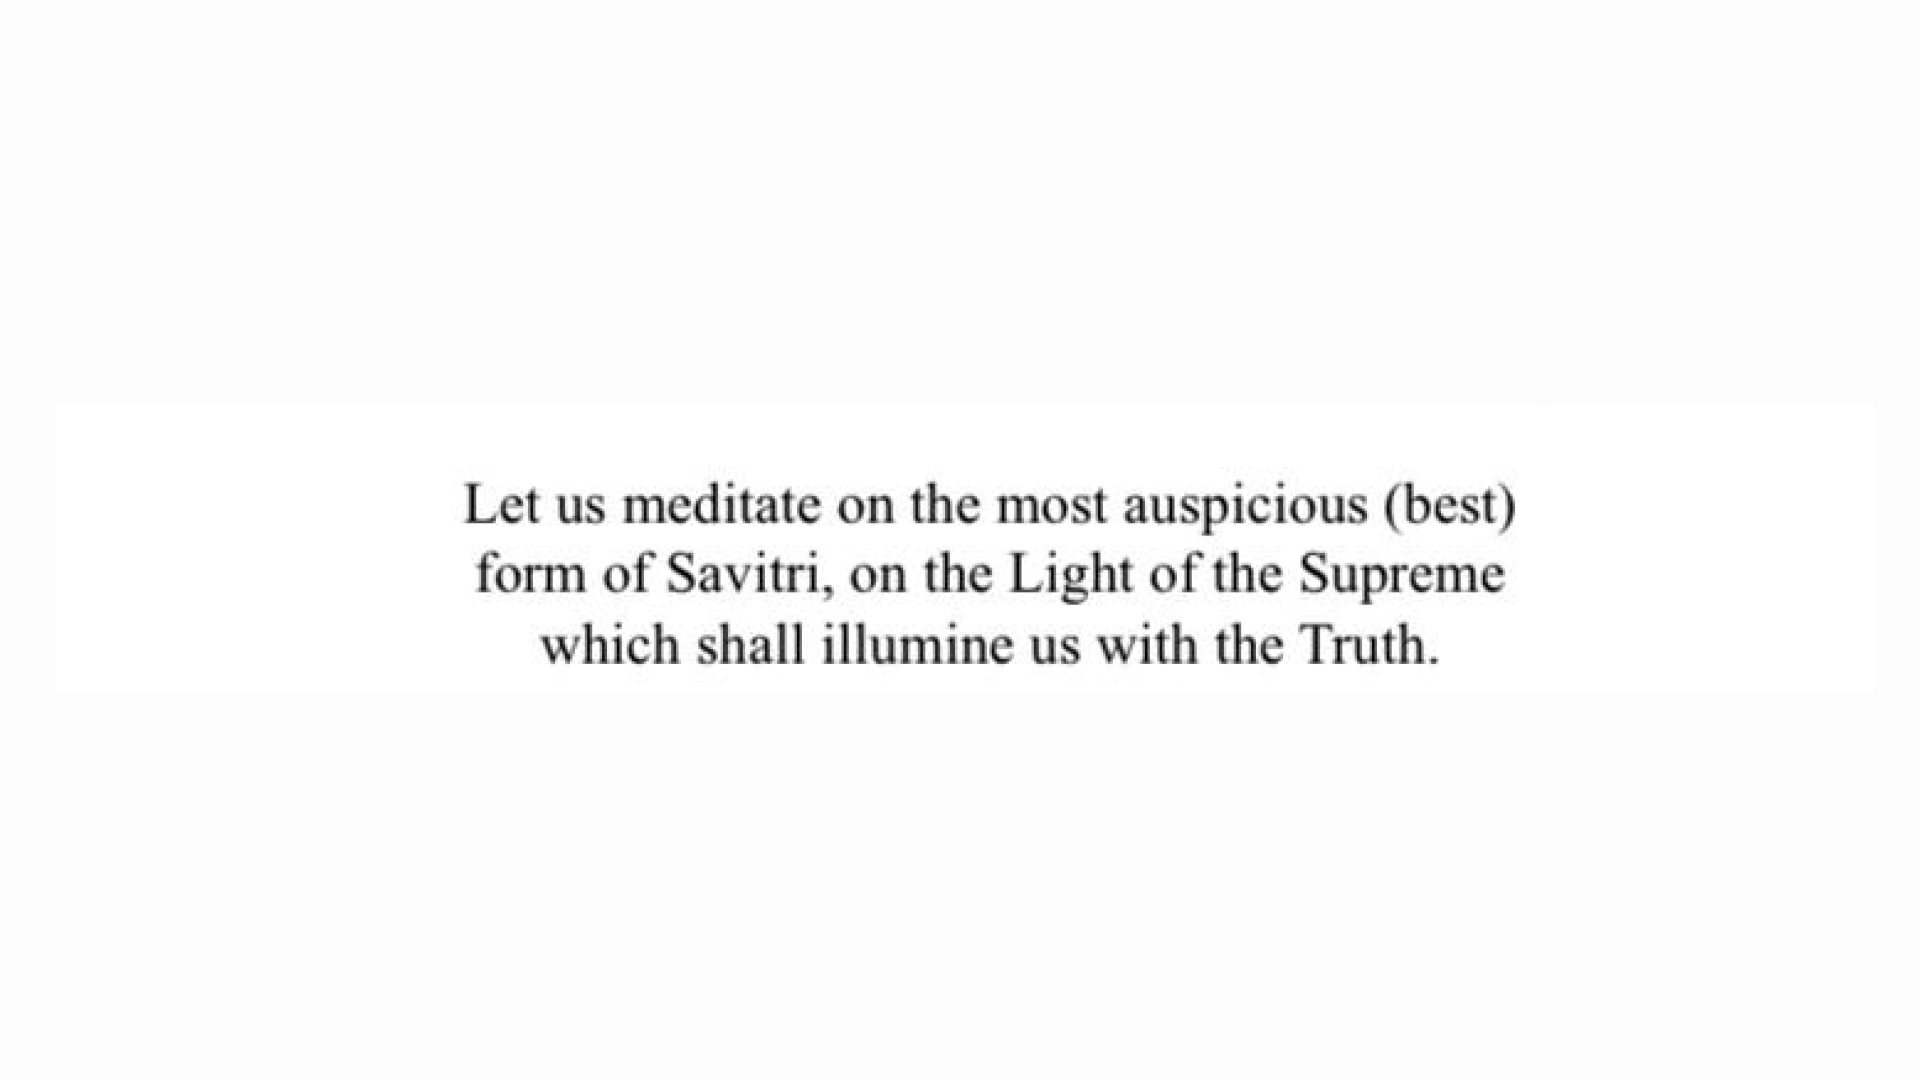 Let us meditate on the most auspicious (best)
form of Savitri, on the Light of the Supreme
which shall illumine us with the Truth.